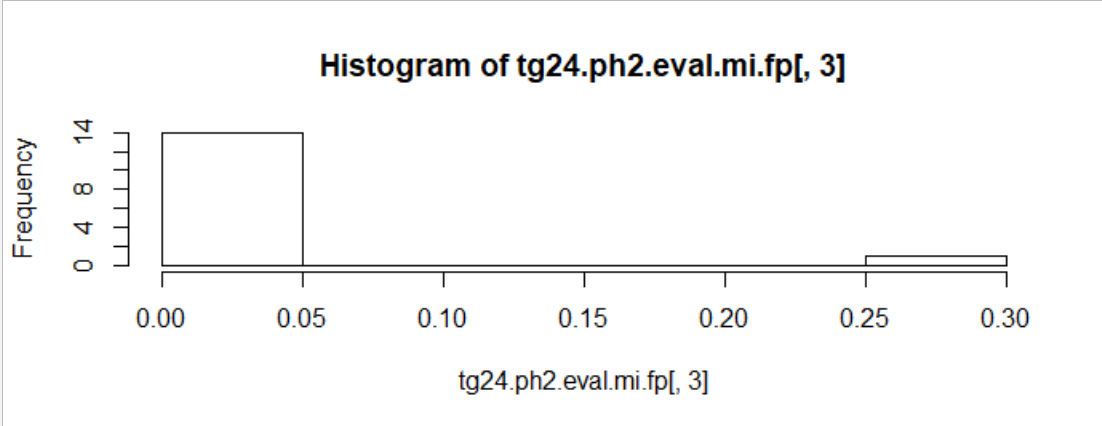 Histogram of tg24.ph2.eval.mi.fp[, 3]
Frequency
14
8
4
0
0.00 0.05 0.10 0.15 0.20 0.25 0.30
tg24.ph2.eval.mi.fp[, 3]